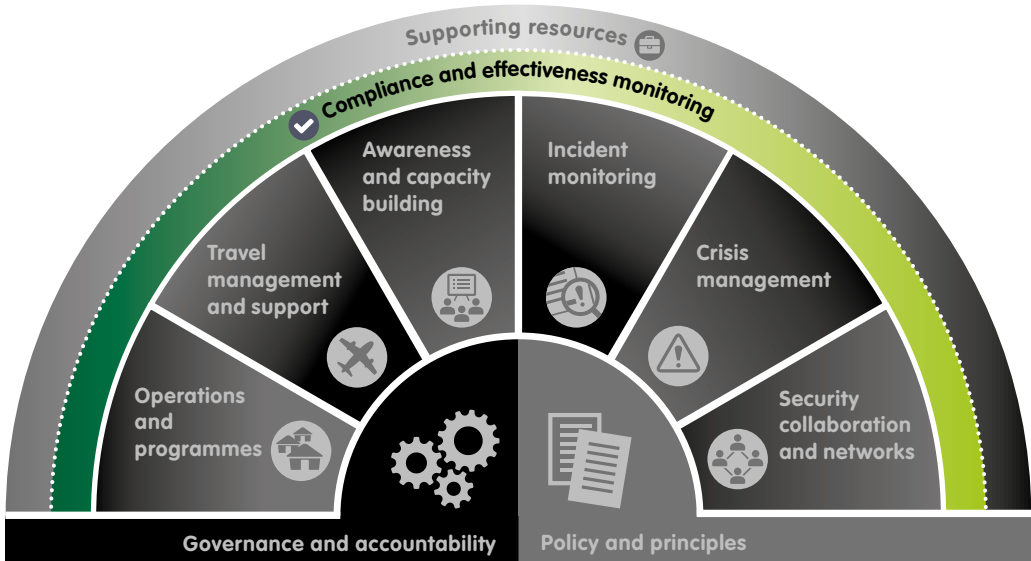 Supporting resources
Compliance and effectiveness monitoring
Awareness
and capacity
building
Incident
monitoring
Travel
management
and support
Crisis
management
Operations
and
programmes
Security
collaboration
and networks
Governance and accountability
Policy and principles